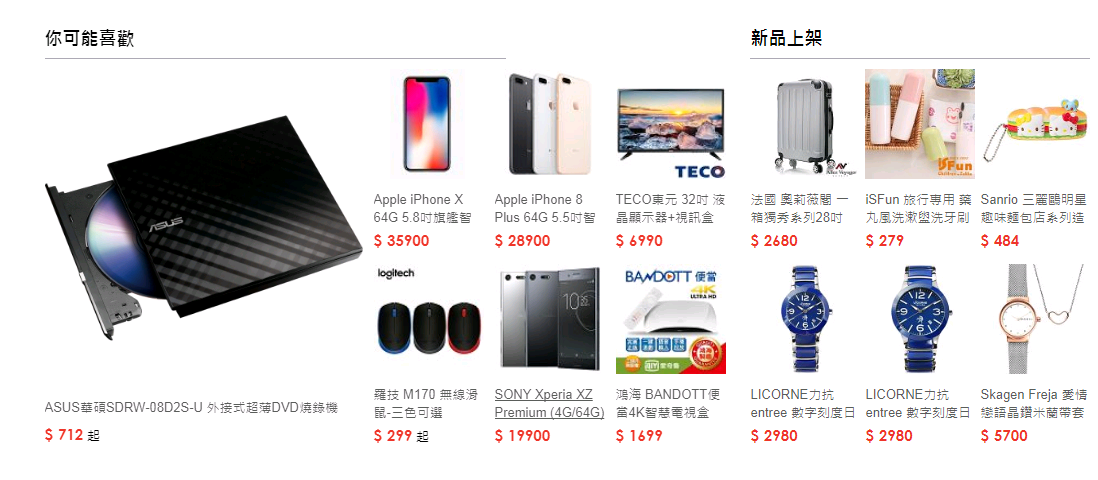 你可能喜歡
新品上架
ASUS
ASUS華碩SDRW-08D2S-U 外接式超薄DVD燒錄機
$ 712 起
Apple iPhone X
64G 5.8吋旗艦智
$ 35900
Apple iPhone 8
Plus 64G 5.5吋智
$ 28900
TECO
TECO東元 32吋 液
晶顯示器+視訊盒
$ 6990
logitech
羅技 M170 無線滑
鼠-三色可選
$ 299 起
SONY Xperia XZ
Premium (4G/64G)
$ 19900
BANDOTT 便當
4K
ULTRA HD
鴻海
製造
鴻海 BANDOTT便
當4K智慧電視盒
$ 1699
法國 奧莉薇閣 一
箱獨秀系列28吋
$ 2680
iSFun
iSFun 旅行專用 藥
丸風洗漱盥洗牙刷
$ 279
Sanrio 三麗鷗明星
趣味麵包店系列造
$ 484
LICORNE力抗
entree 數字刻度日
$ 2980
LICORNE力抗
entree 數字刻度日
$ 2980
Skagen Freja 愛情
戀語晶鑽米蘭帶套
$ 5700